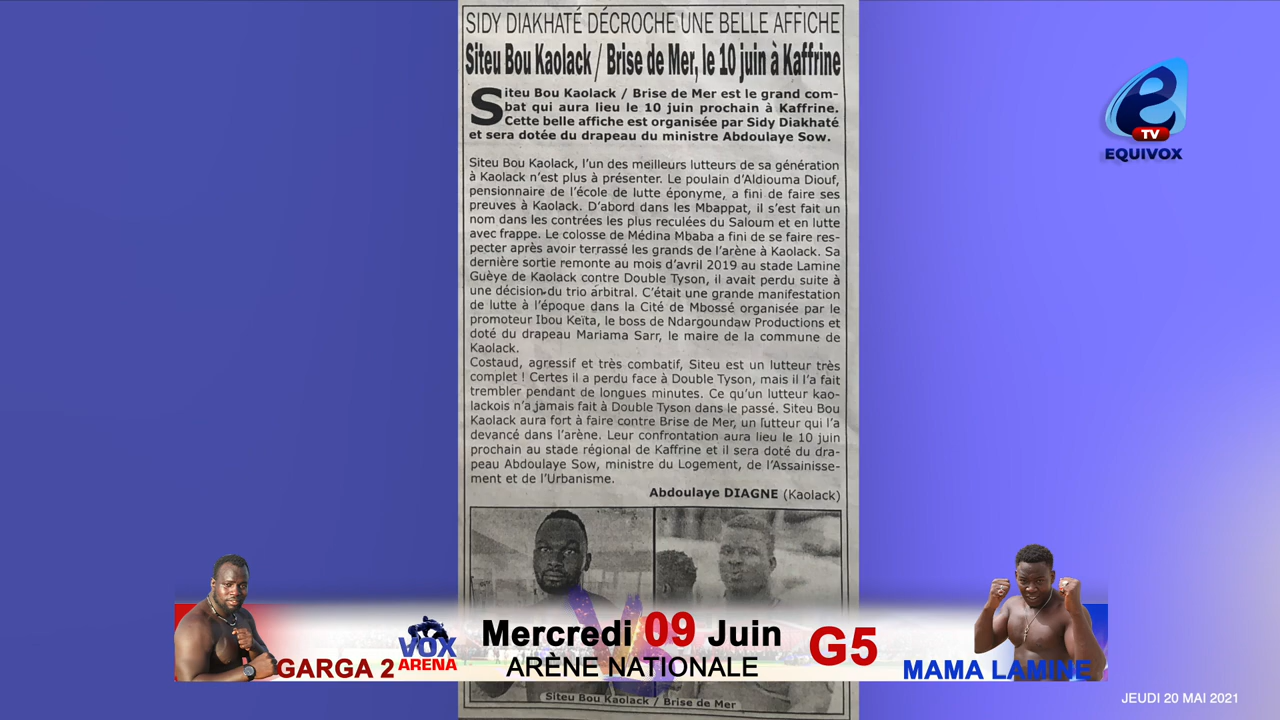 SIDY DIAKHATÉ DÉCROCHE UNE BELLE AFFICHE
Siteu Bou Kaolack / Brise de Mer, le 10 juin à Kaffrine
Siteu Bou Kaolack / Brise de Mer est le grand com-
bat qui aura lieu le 10 juin prochain à Kaffrine.
Cette belle affiche est organisée par Sidy Diakhaté
et sera dotée du drapeau du ministre Abdoulaye Sow.
Siteu Bou Kaolack, l'un des meilleurs lutteurs de sa génération
à Kaolack n'est plus à présenter. Le poulain d'Aldiouma Diouf,
pensionnaire de l'école de lutte éponyme, a fini de faire ses
preuves à Kaolack. D'abord dans les Mbappat, il s'est fait un
nom dans les contrées les plus reculées du Saloum et en lutte
avec frappe. Le colosse de Médina Mbaba a fini de se faire res-
pecter après avoir terrassé les grands de l'arène à Kaolack. Sa
dernière sortie remonte au mois d'avril 2019 au stade Lamine
Guèye de Kaolack contre Double Tyson, il avait perdu suite à
une décision du trio arbitral. C'était une grande manifestation
de lutte à l'époque dans la Cité de Mbossé organisée par le
promoteur Ibou Keïta, le boss de Ndargoundaw Productions et
doté du drapeau Mariama Sarr, le maire de la commune de
Kaolack.
Costaud, agressif et très combatif, Siteu est un lutteur très
complet ! Certes il a perdu face à Double Tyson, mais il l'a fait
trembler pendant de longues minutes. Ce qu'un lutteur kao-
lackois n'a jamais fait à Double Tyson dans le passé. Siteu Bou
Kaolack aura fort à faire contre Brise de Mer, un lutteur qui l'a
devancé dans l'arène. Leur confrontation aura lieu le 10 juin
prochain au stade régional de Kaffrine et il sera doté du dra-
peau Abdoulaye Sow, ministre du Logement, de l'Assainisse-
ment et de l'Urbanisme.
Abdoulaye DIAGNE (Kaolack)
Siteu Bou Kaolack / Brise de Mer
e
TV
EQUIVOX
GARGA 2
VOX
ARENA
Mercredi 09 Juin
ARÈNE NATIONALE
G5
MAMA LAMINE
JEUDI 20 MAI 2021